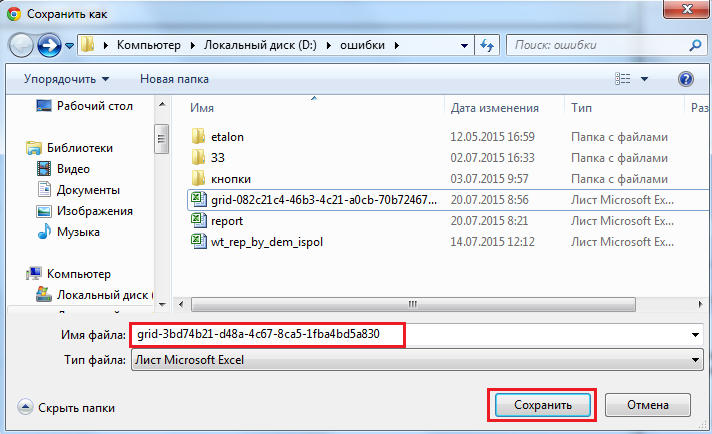 Сохранить как
Компьютер Локальный диск (D:) ошибки Поиск: ошибки
Упорядочить Новая папка
Рабочий стол
Библиотеки
Видео
Документы
Изображения
Музыка
Компьютер
Локальный диск (
Имя Дата изменения Тип Раз
etalon 12.05.2015 16:59 Папка с файлами
33 02.07.2015 16:33 Папка с файлами
кнопки 03.07.2015 9:57 Папка с файлами
grid-082c21c4-46b3-4c21-a0cb-70b72467... 20.07.2015 8:56 Лист Microsoft Ex...
report 20.07.2015 8:21 Лист Microsoft Ex...
wt_rep_by_dem_ispol 14.07.2015 12:12 Лист Microsoft Ex...
Имя файла: grid-3bd74b21-d48a-4c67-8ca5-1fba4bd5a830
Тип файла: Лист Microsoft Excel
Скрыть папки Сохранить Отмена